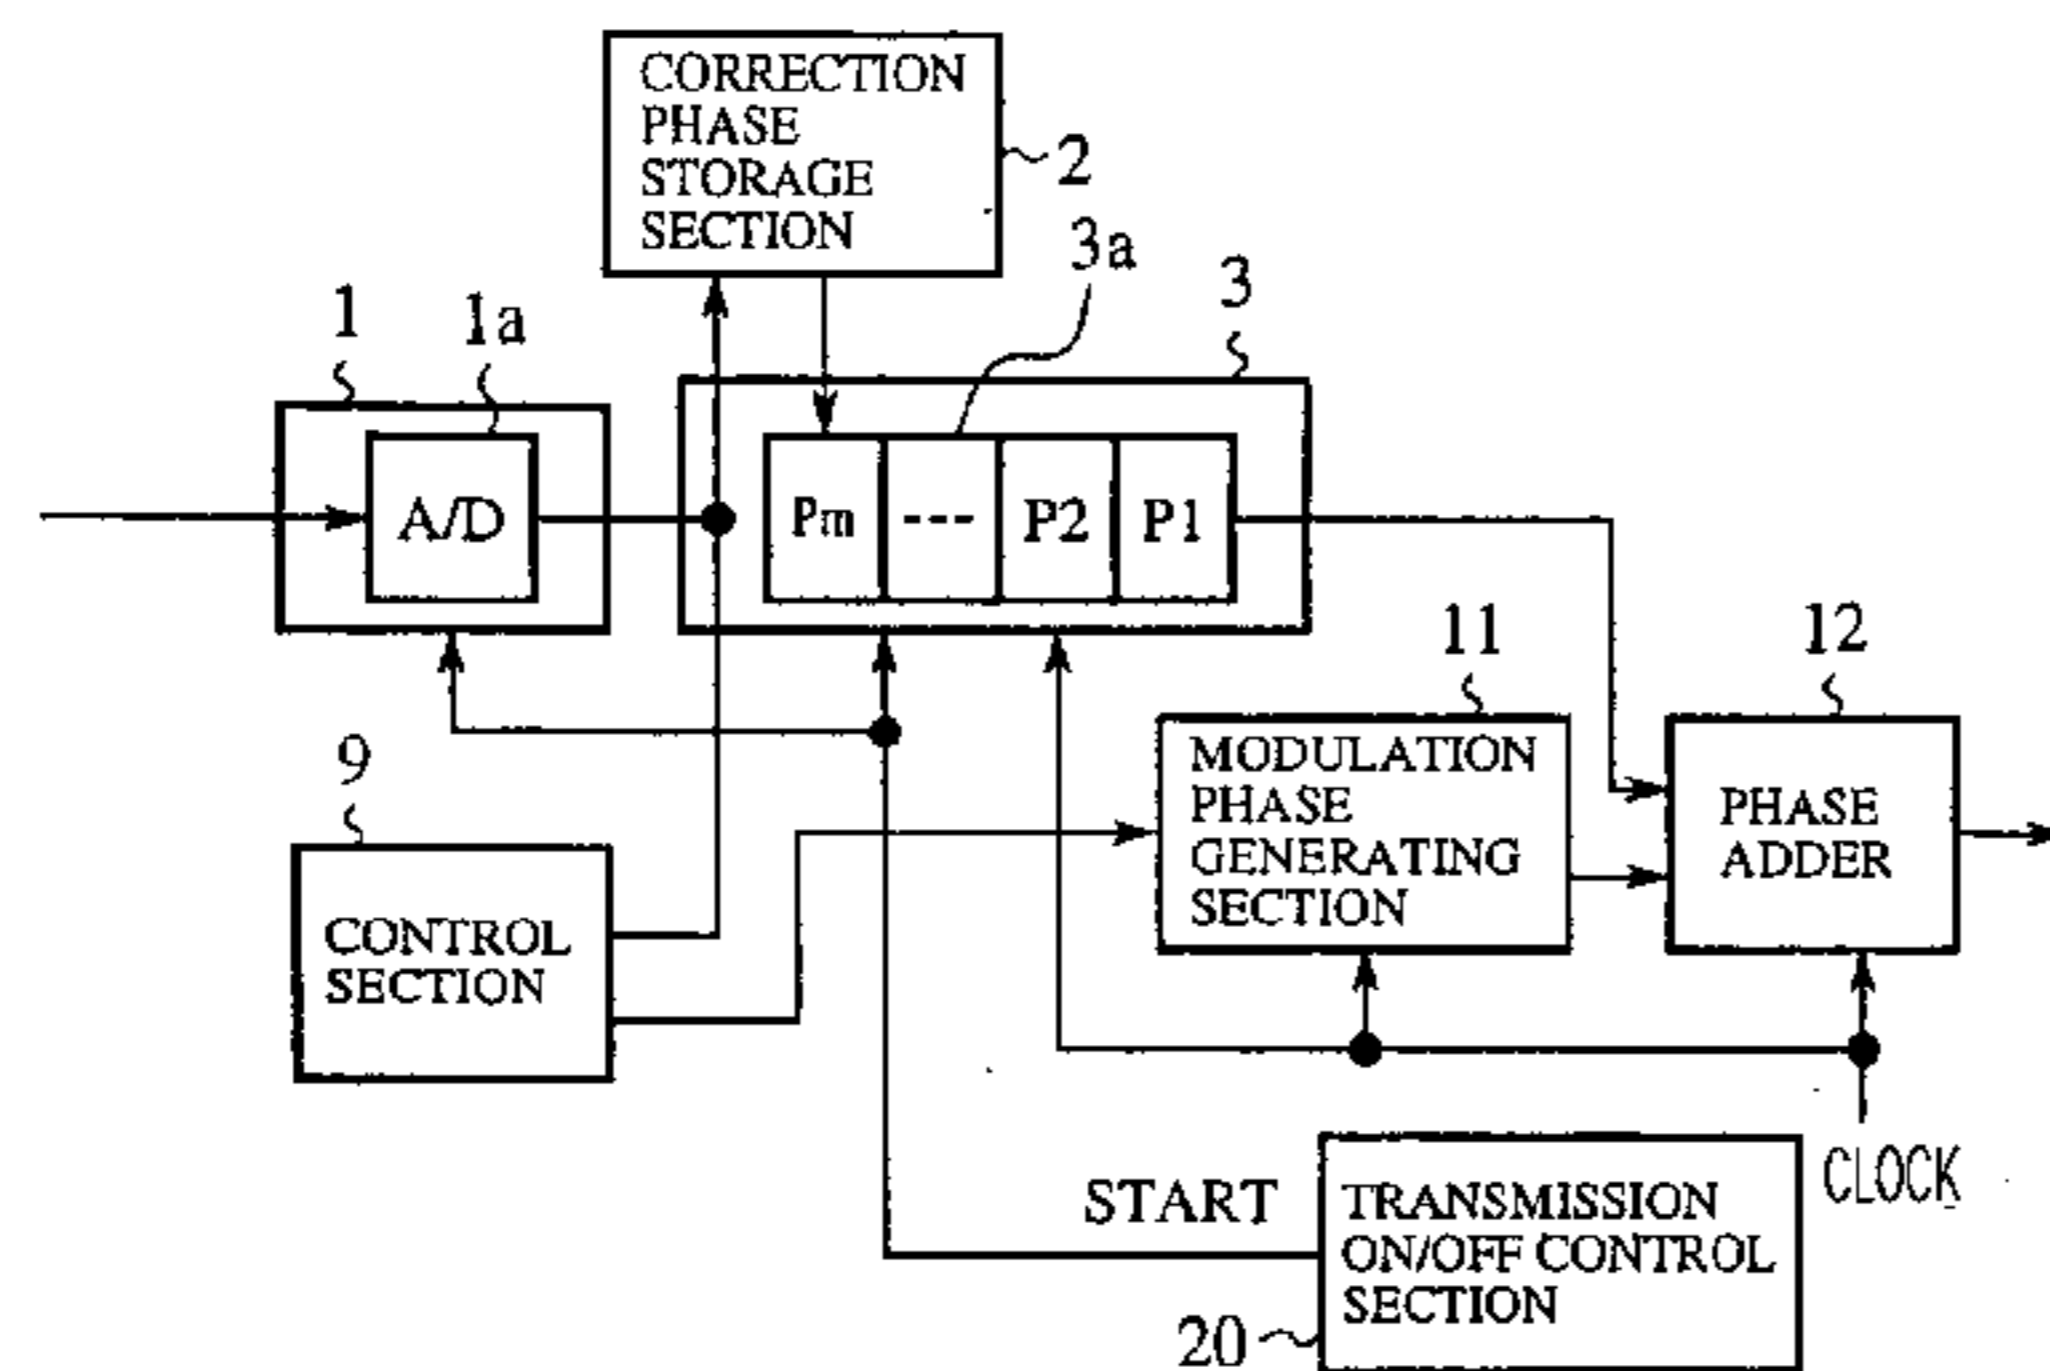 CORRECTION
PHASE
STORAGE
SECTION
2
3a
3
1
1a
A/D
Pm
---
P2
P1
11
12
9
MODULATION
PHASE
GENERATING
SECTION
PHASE
ADDER
CONTROL
SECTION
START
CLOCK
TRANSMISSION
ON/OFF CONTROL
SECTION
20